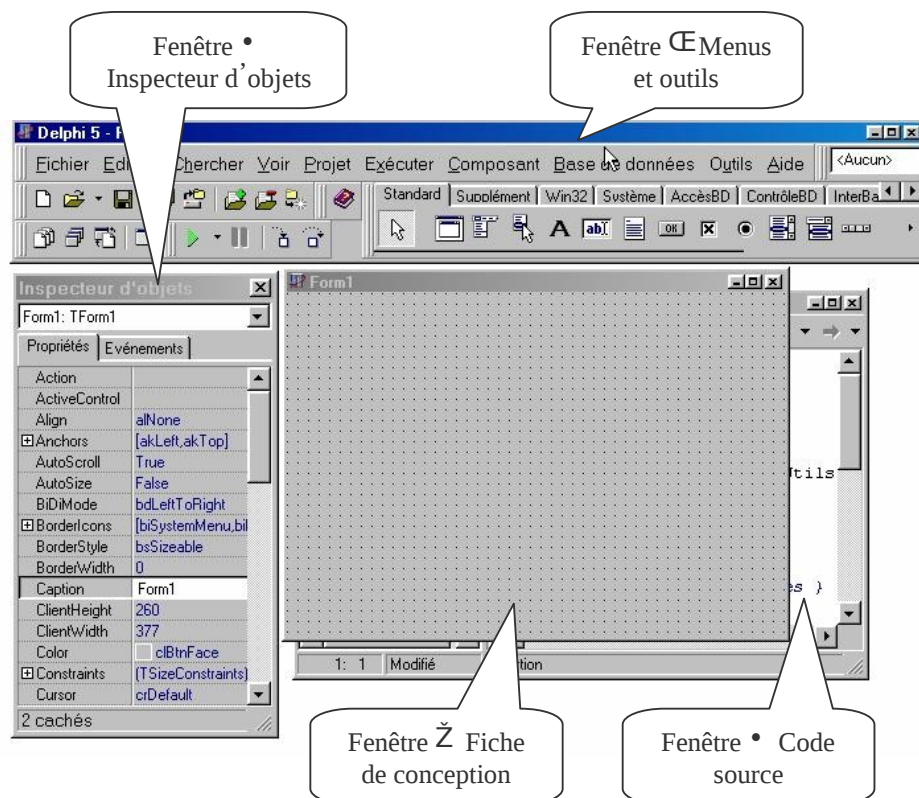 Fenêtre •
Inspecteur d'objets
Fenêtre Œ Menus
et outils
Delphi 5 -
Fichier Chercher Voir Projet Exécuter Composant Base de données Outils Aide <Aucun>
Standard Supplément Win32 Système AccèsBD ContrôleBD
A ab OK
Inspecteur d'objets
Form1: TForm1
Propriétés Evénements
Action
ActiveControl
Align alNone
Anchors [akLeft,akTop]
AutoScroll True
AutoSize False
BiDiMode bdLeftToRight
BorderIcons [biSystemMenu,
BorderStyle bsSizeable
BorderWidth 0
Caption Form1
ClientHeight 260
ClientWidth 377
Color clBtnFace
Constraints (TSizeConstraints)
Cursor crDefault
2 cachés
Form1
}
1: 1 Modifié
Fenêtre Ž Fiche
de conception
Fenêtre • Code
source